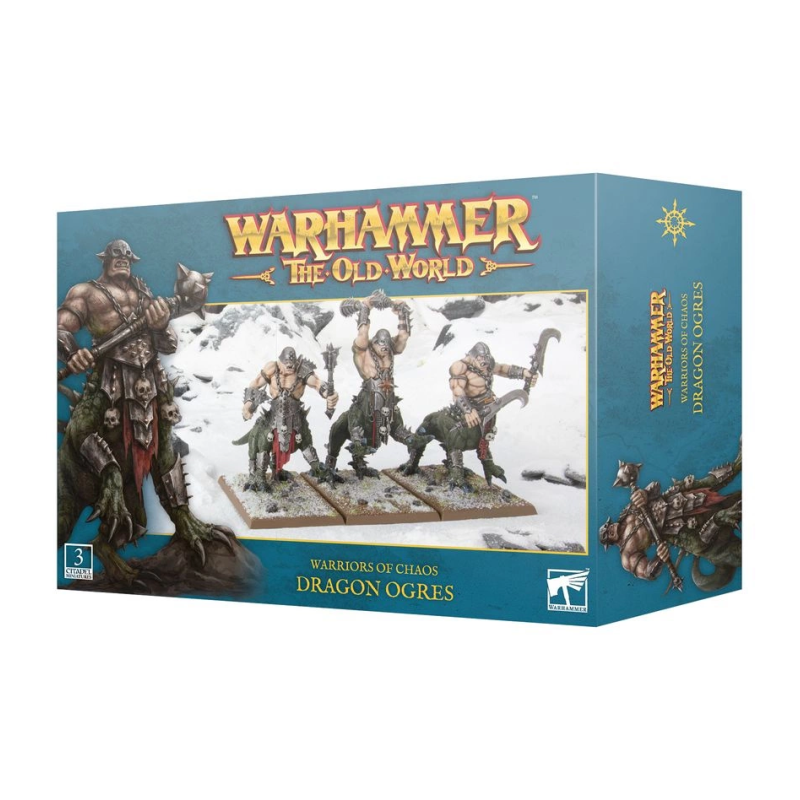 WARHAMMER
THE·OLD·WORLD
WARRIORS OF CHAOS
DRAGON OGRES
3
CITADEL
MINIATURES
WARHAMMER
WARHAMMER
THE·OLD·WORLD
WARRIORS OF CHAOS
DRAGON OGRES